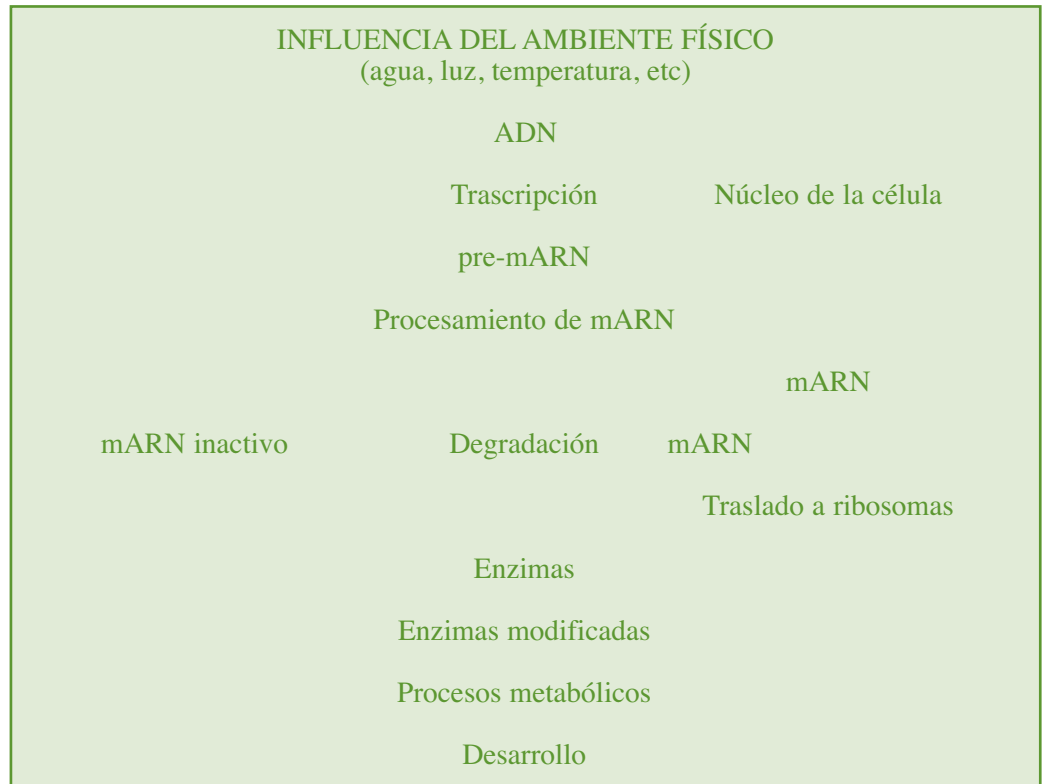 INFLUENCIA DEL AMBIENTE FÍSICO
(agua, luz, temperatura, etc)
ADN
Trascripción Núcleo de la célula
pre-mARN
Procesamiento de mARN
mARN
mARN inactivo Degradación mARN
Traslado a ribosomas
Enzimas
Enzimas modificadas
Procesos metabólicos
Desarrollo